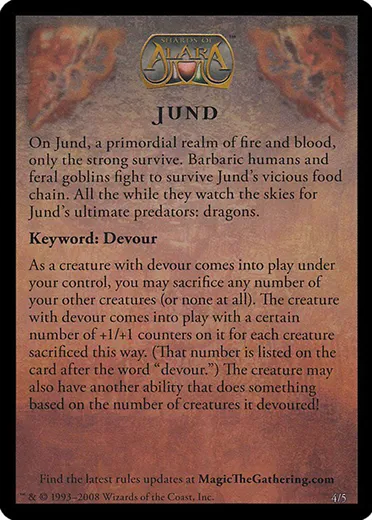 SHARDS OF
ALARA™
JUND
On Jund, a primordial realm of fire and blood,
only the strong survive. Barbaric humans and
feral goblins fight to survive Jund’s vicious food
chain. All the while they watch the skies for
Jund’s ultimate predators: dragons.
Keyword: Devour
As a creature with devour comes into play under
your control, you may sacrifice any number of
your other creatures (or none at all). The creature
with devour comes into play with a certain
number of +1/+1 counters on it for each creature
sacrificed this way. (That number is listed on the
card after the word “devour.”) The creature may
also have another ability that does something
based on the number of creatures it devoured!
Find the latest rules updates at MagicTheGathering.com
™ & © 1993–2008 Wizards of the Coast, Inc.
4/5